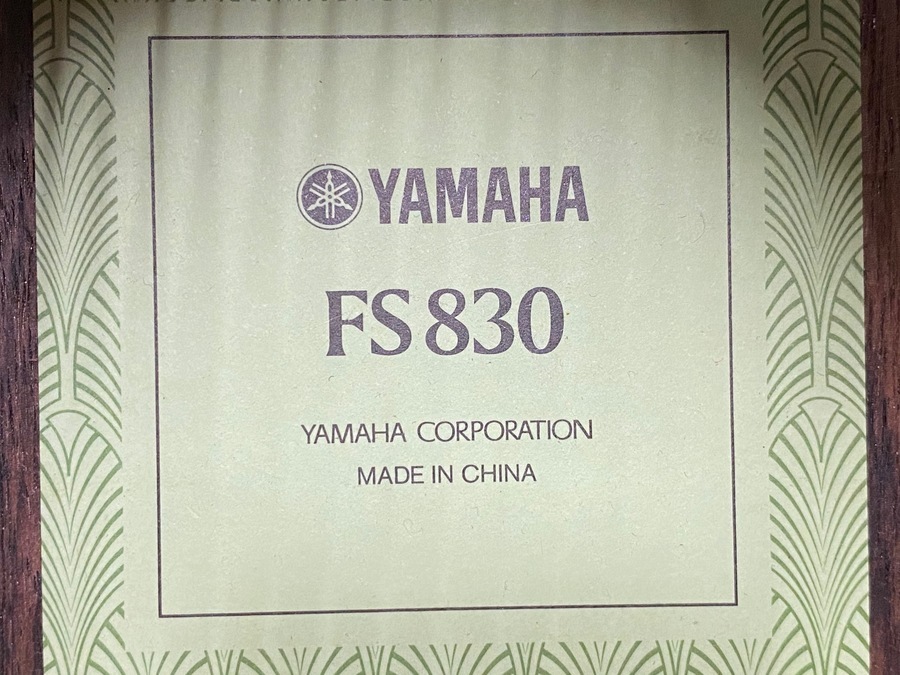 YAMAHA
FS830
YAMAHA CORPORATION
MADE IN CHINA